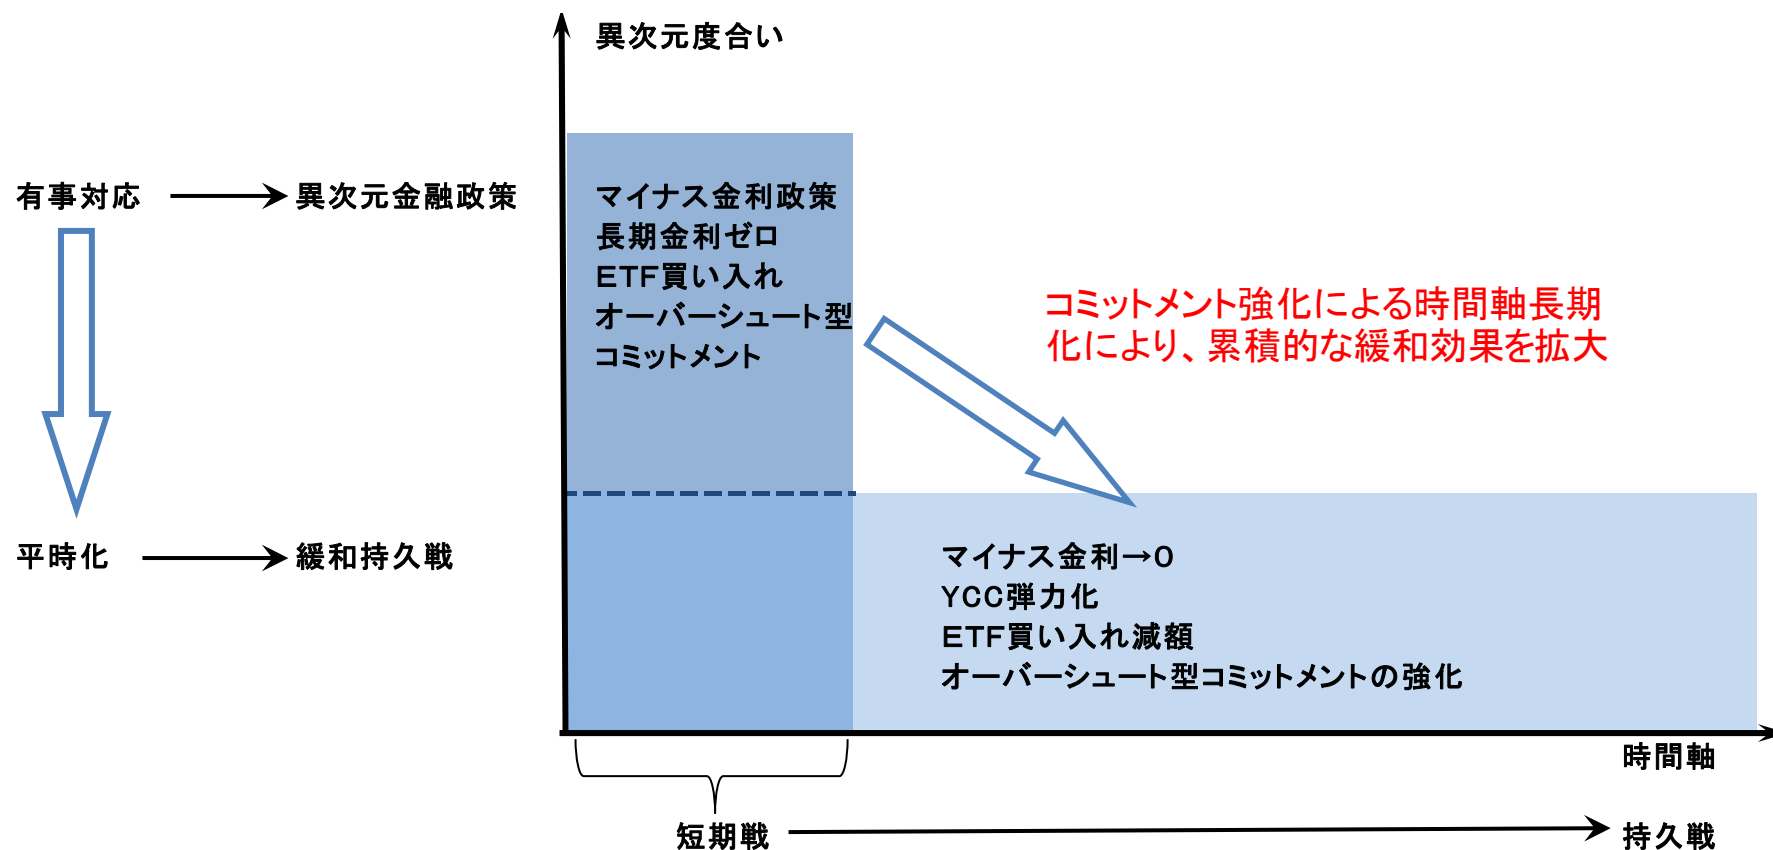 異次元度合い
有事対応
異次元金融政策
マイナス金利政策
長期金利ゼロ
ETF買い入れ
オーバーシュート型
コミットメント
コミットメント強化による時間軸長期
化により、累積的な緩和効果を拡大
平時化
緩和持久戦
マイナス金利→0
YCC弾力化
ETF買い入れ減額
オーバーシュート型コミットメントの強化
時間軸
短期戦
持久戦